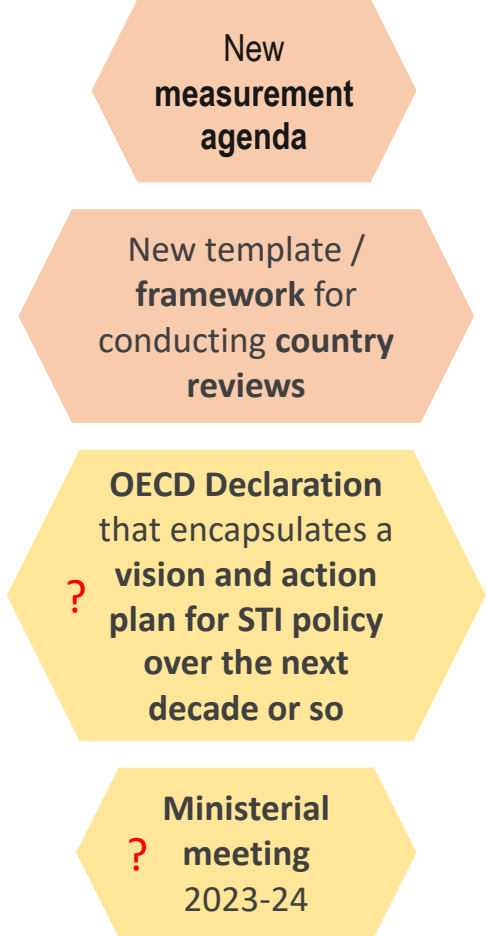 New
measurement
agenda
New template /
framework for
conducting country
reviews
OECD Declaration
that encapsulates a
? vision and action
plan for STI policy
over the next
decade or so
Ministerial
? meeting
2023-24